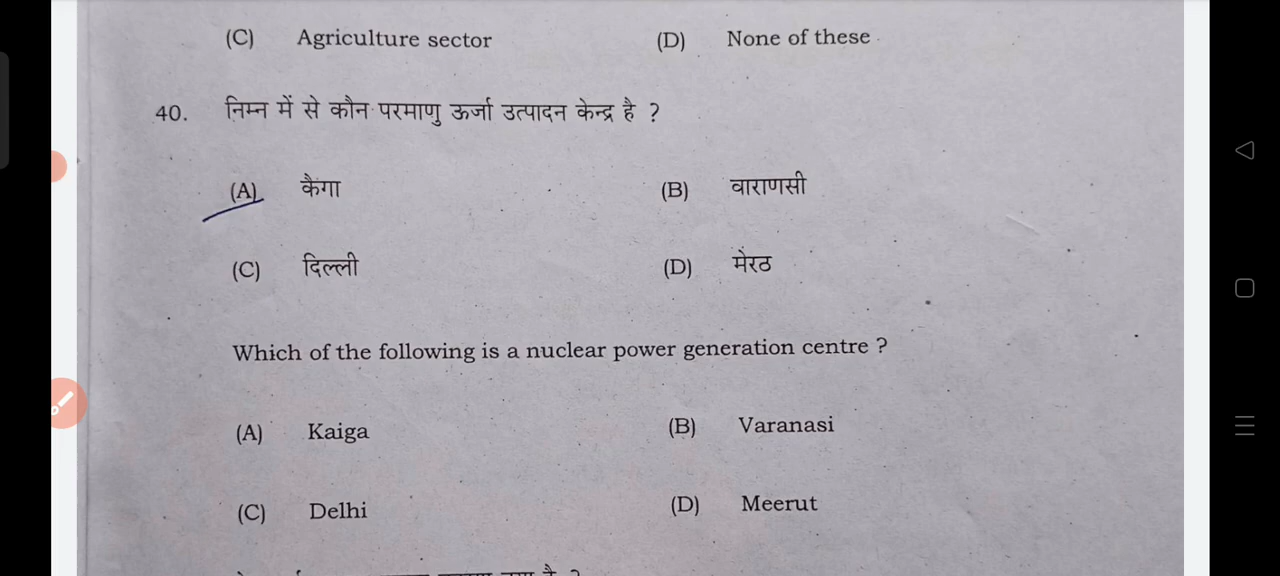 (C) Agriculture sector (D) None of these
40. निम्न में से कौन परमाणु ऊर्जा उत्पादन केन्द्र है ?
(A) कैगा (B) वाराणसी
(C) दिल्ली (D) मेरठ
Which of the following is a nuclear power generation centre ?
(A) Kaiga (B) Varanasi
(C) Delhi (D) Meerut